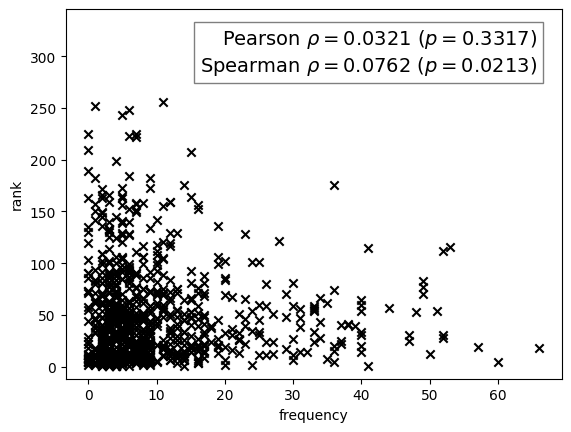 Pearson ρ = 0.0321 (p = 0.3317)
Spearman ρ = 0.0762 (p = 0.0213)
300
250
200
150
100
50
0
rank
0 10 20 30 40 50 60
frequency